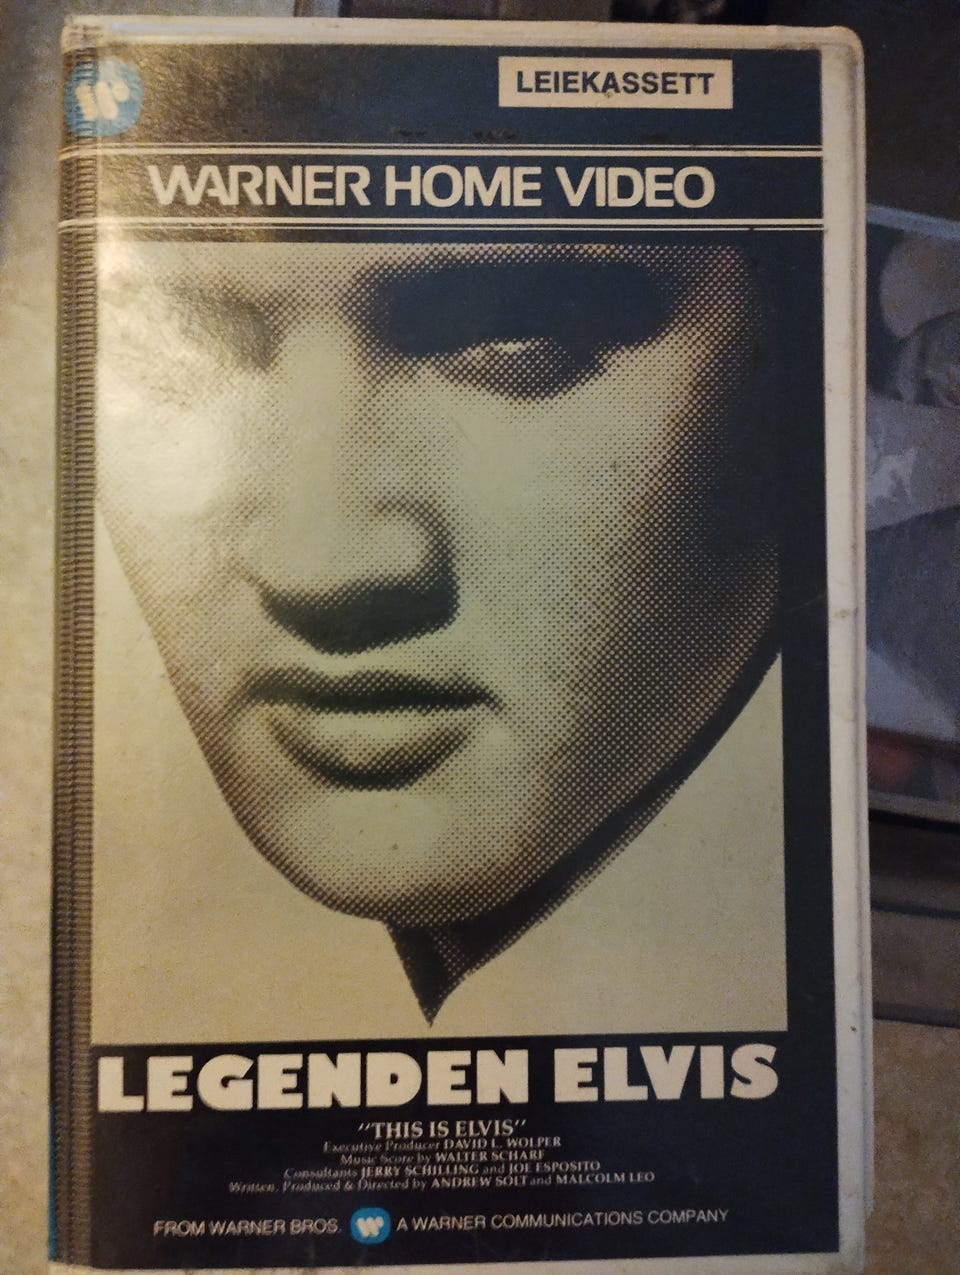 LEIEKASSETT
WARNER HOME VIDEO
LEGENDEN ELVIS
"THIS IS ELVIS"
Executive Producer DAVID L. WOLPER
Music Score by WALTER SCHARF
Consultants JERRY SCHILLING and JOE ESPOSITO
Written, Produced & Directed by ANDREW SOLT and MALCOLM LEO
FROM WARNER BROS. A WARNER COMMUNICATIONS COMPANY